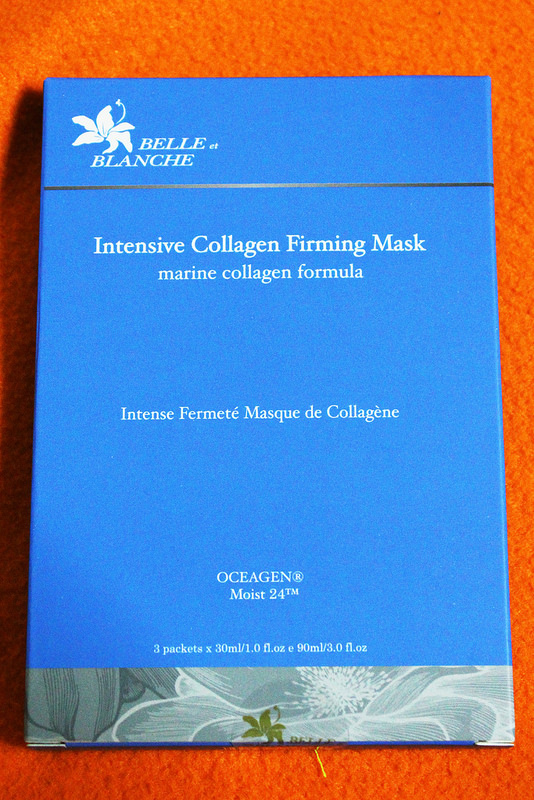 BELLE et
BLANCHE
Intensive Collagen Firming Mask
marine collagen formula
Intense Fermeté Masque de Collagène
OCEAGEN®
Moist 24™
3 packets x 30ml/1.0 fl.oz e 90ml/3.0 fl.oz
BELLE